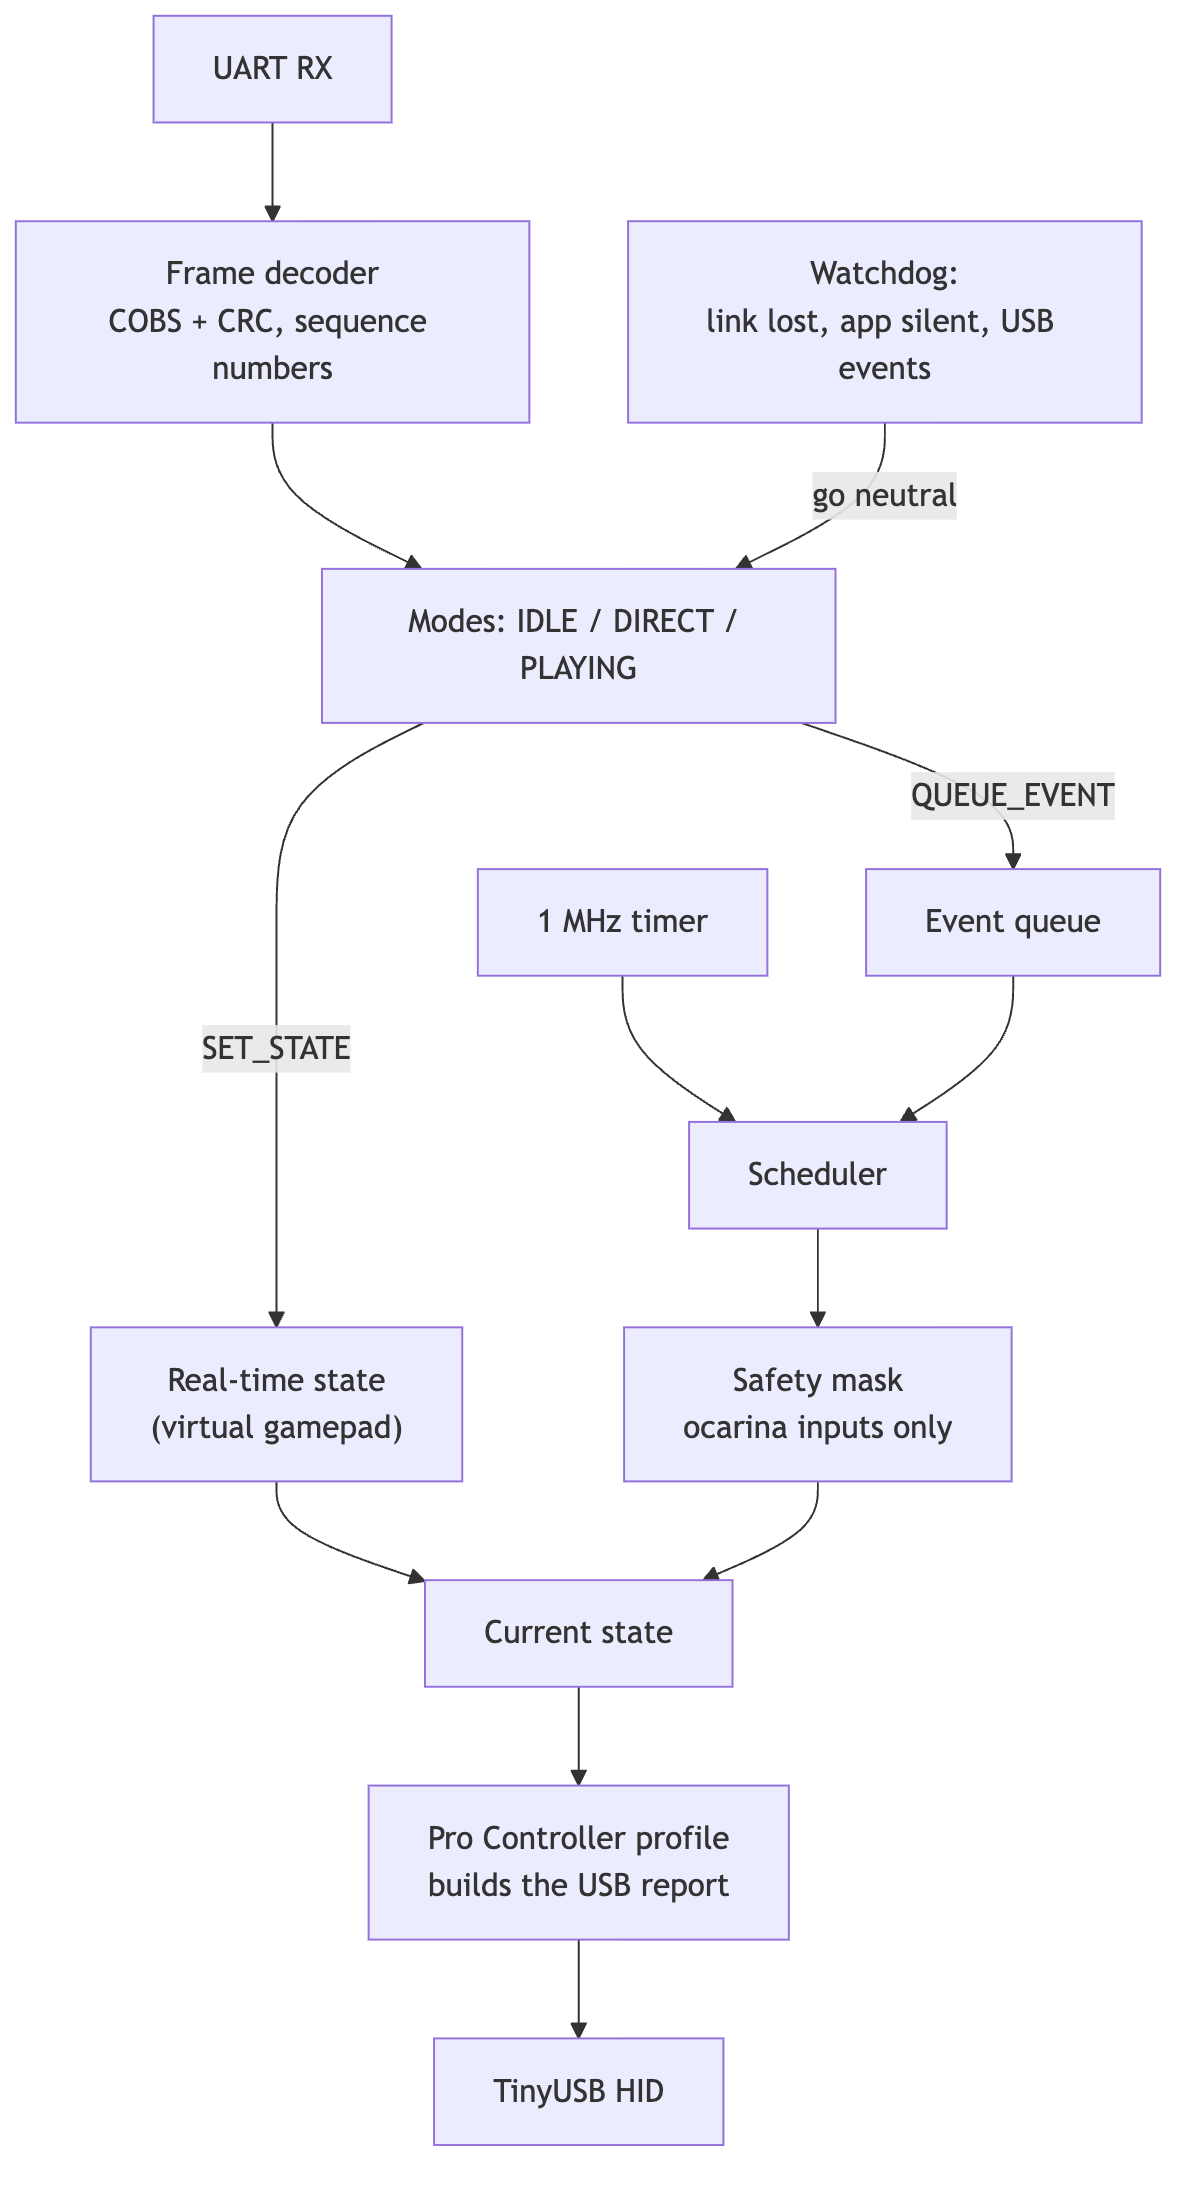 UART RX
Frame decoder
COBS + CRC, sequence
numbers
Watchdog:
link lost, app silent, USB
events
go neutral
Modes: IDLE / DIRECT /
PLAYING
QUEUE_EVENT
1 MHz timer
Event queue
SET_STATE
Scheduler
Real-time state
(virtual gamepad)
Safety mask
ocarina inputs only
Current state
Pro Controller profile
builds the USB report
TinyUSB HID